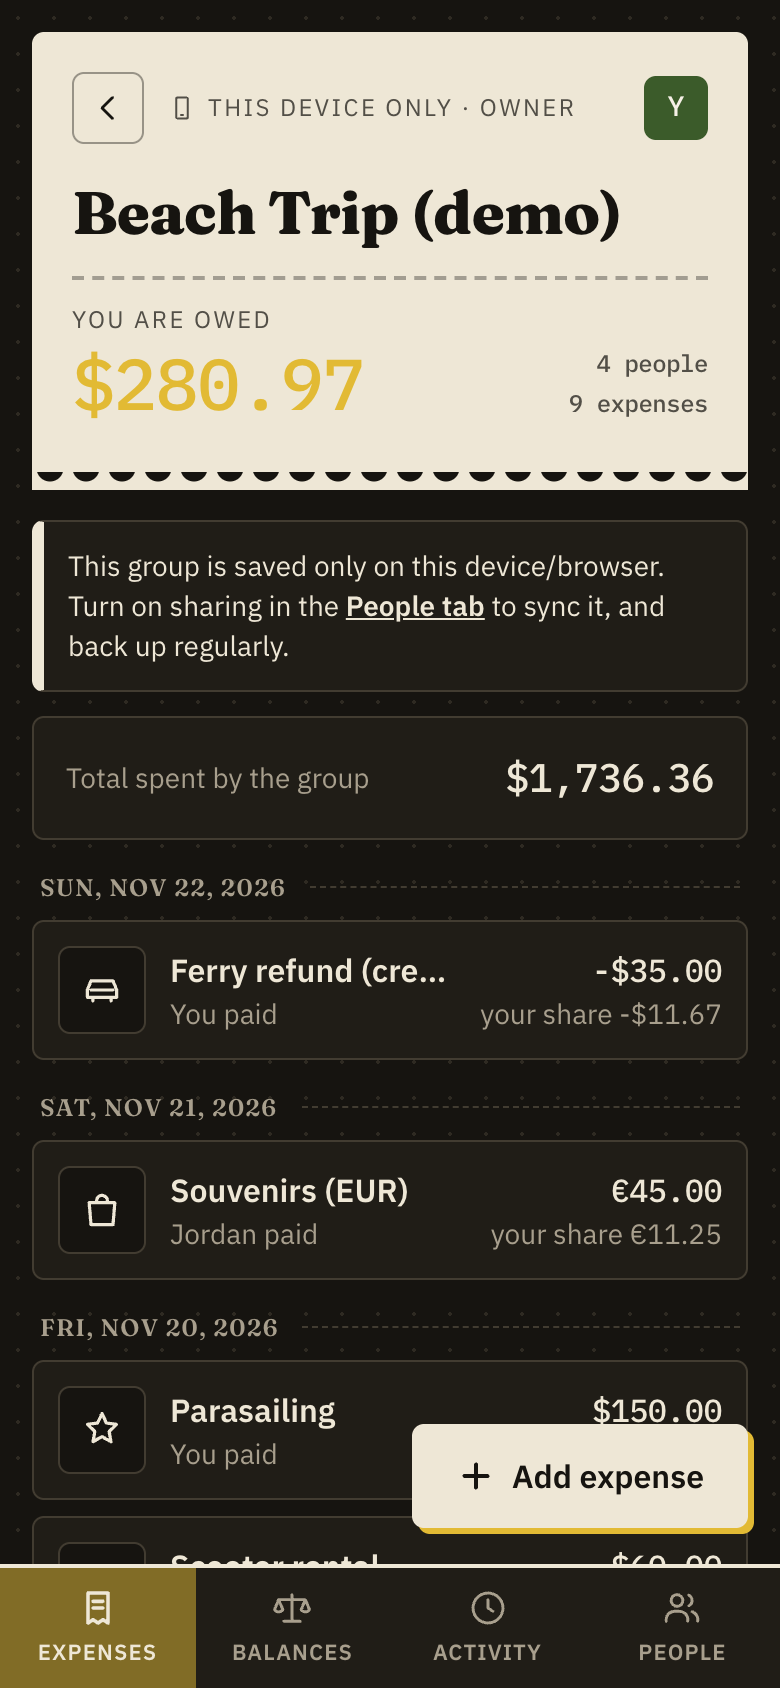 THIS DEVICE ONLY · OWNER
Y
Beach Trip (demo)
YOU ARE OWED
$280.97
4 people
9 expenses
This group is saved only on this device/browser.
Turn on sharing in the People tab to sync it, and
back up regularly.
Total spent by the group $1,736.36
SUN, NOV 22, 2026
Ferry refund (cre... -$35.00
You paid your share -$11.67
SAT, NOV 21, 2026
Souvenirs (EUR) €45.00
Jordan paid your share €11.25
FRI, NOV 20, 2026
Parasailing $150.00
You paid
Add expense
Scooter rental $60.00
EXPENSES BALANCES ACTIVITY PEOPLE